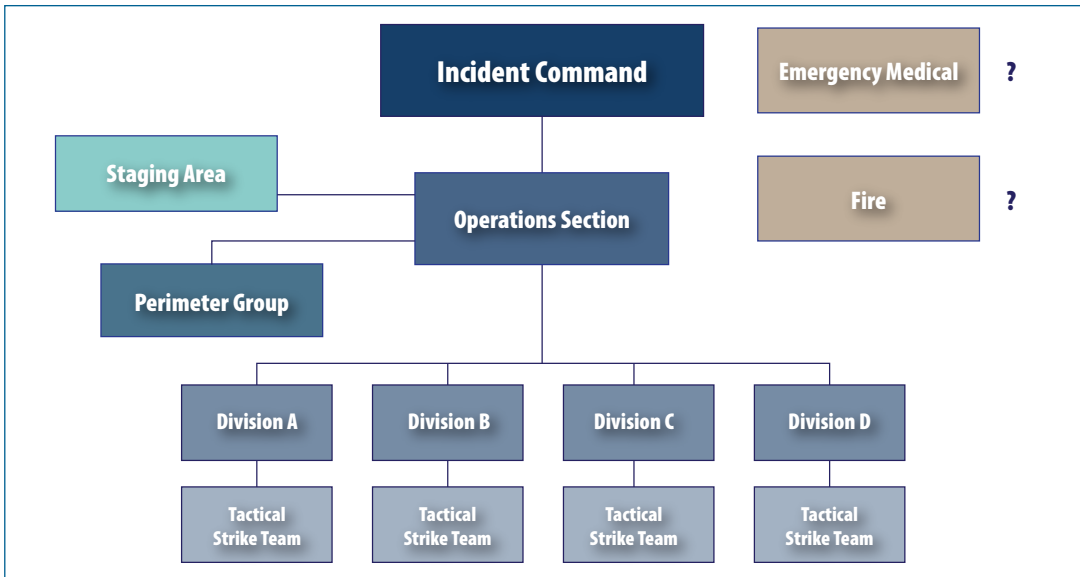 Incident Command
Emergency Medical
?
Staging Area
Operations Section
Fire
?
Perimeter Group
Division A
Division B
Division C
Division D
Tactical
Strike Team
Tactical
Strike Team
Tactical
Strike Team
Tactical
Strike Team